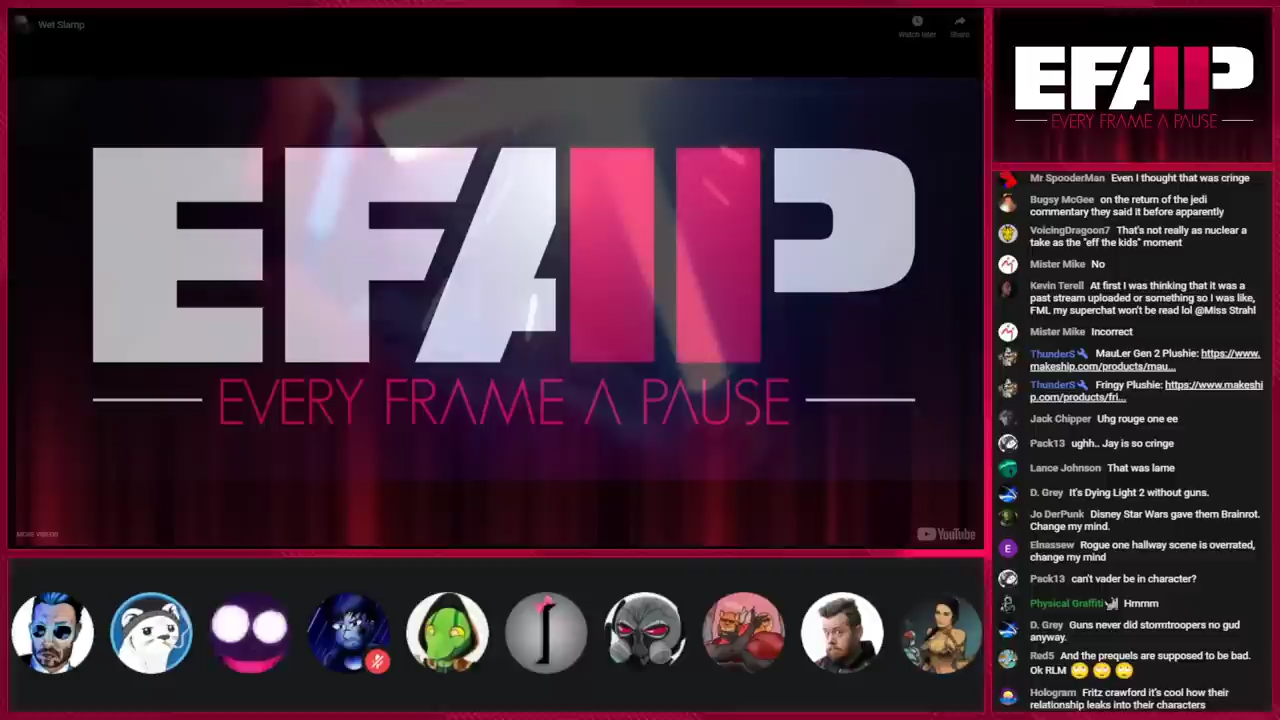 Wet Slamp
Watch later
Share
EFAP
EVERY FRAME A PAUSE
MORE VIDEOS
YouTube
EFAP
EVERY FRAME A PAUSE
Mr SpooderMan Even I thought that was cringe
Bugsy McGee on the return of the jedi
commentary they said it before apparently
VoicingDragoon7 That's not really as nuclear a
take as the "eff the kids" moment
Mister Mike No
Kevin Terell At first I was thinking that it was a
past stream uploaded or something so I was like,
FML my superchat won't be read lol @Miss Strahl
Mister Mike Incorrect
ThunderS MauLer Gen 2 Plushie: https://www.
makeship.com/products/mau...
ThunderS Fringy Plushie: https://www.makeshi
p.com/products/fri...
Jack Chipper Uhg rouge one ee
Pack13 ughh.. Jay is so cringe
Lance Johnson That was lame
D. Grey It's Dying Light 2 without guns.
Jo DerPunk Disney Star Wars gave them Brainrot.
Change my mind.
E
Elnassew Rogue one hallway scene is overrated,
change my mind
Pack13 can't vader be in character?
Physical Graffiti Hmmm
D. Grey Guns never did stormtroopers no gud
anyway.
Red5 And the prequels are supposed to be bad.
Ok RLM 🙄 🙄 🙄
Hologram Fritz crawford it's cool how their
relationship leaks into their characters